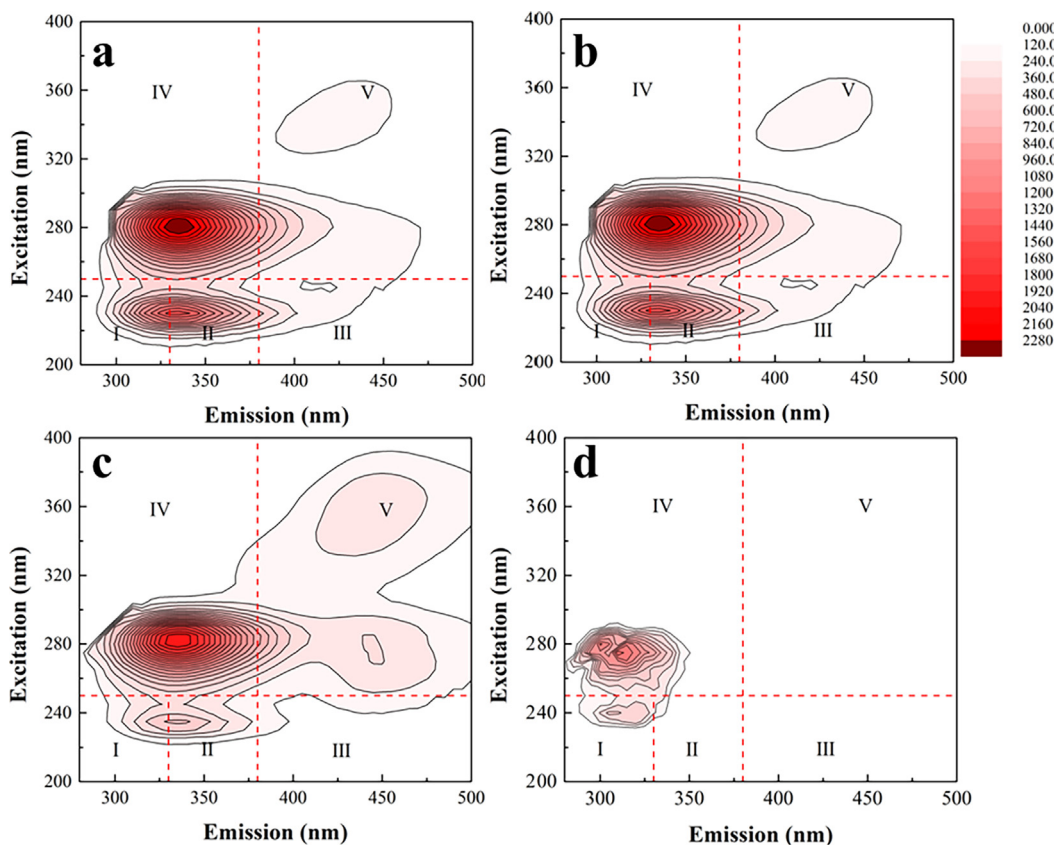 a
b
c
d
400
360
320
280
240
200
Excitation (nm)
IV
V
I
II
III
300
350
400
450
500
Emission (nm)
400
360
320
280
240
200
Excitation (nm)
IV
V
I
II
III
300
350
400
450
500
Emission (nm)
0.000
120.0
240.0
360.0
480.0
600.0
720.0
840.0
960.0
1080
1200
1320
1440
1560
1680
1800
1920
2040
2160
2280
400
360
320
280
240
200
Excitation (nm)
IV
V
I
II
III
300
350
400
450
500
Emission (nm)
400
360
320
280
240
200
Excitation (nm)
IV
V
I
II
III
300
350
400
450
500
Emission (nm)